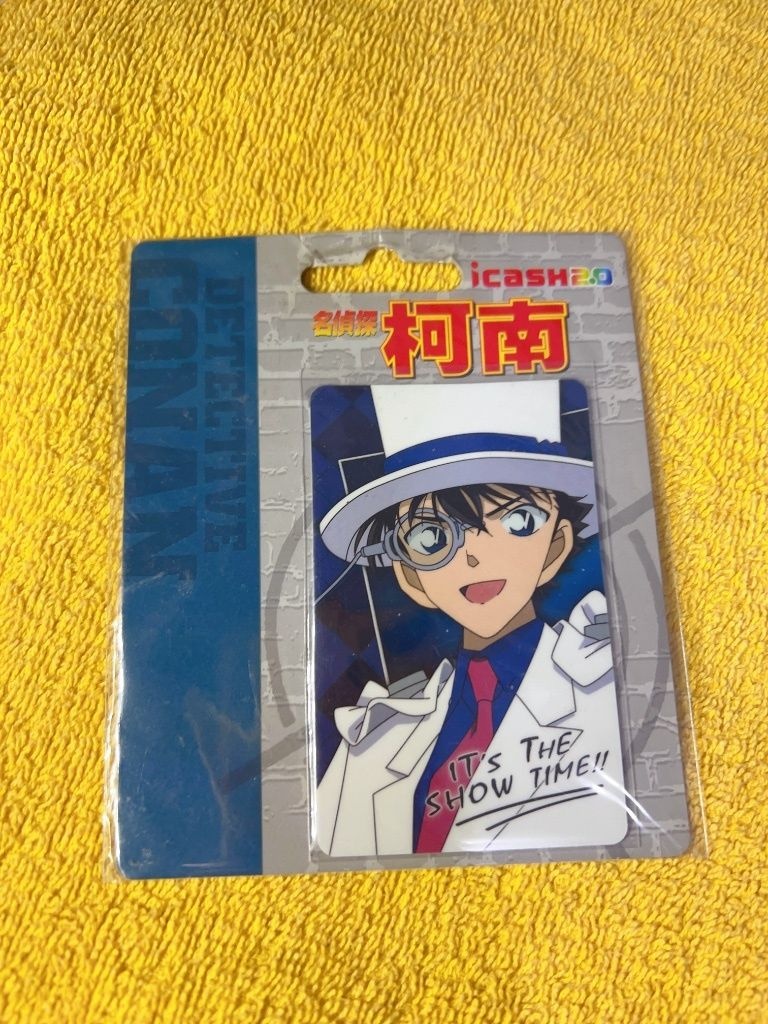 icash2.0
名偵探 柯南
DETECTIVE
CONAN
IT'S THE
SHOW TIME!!